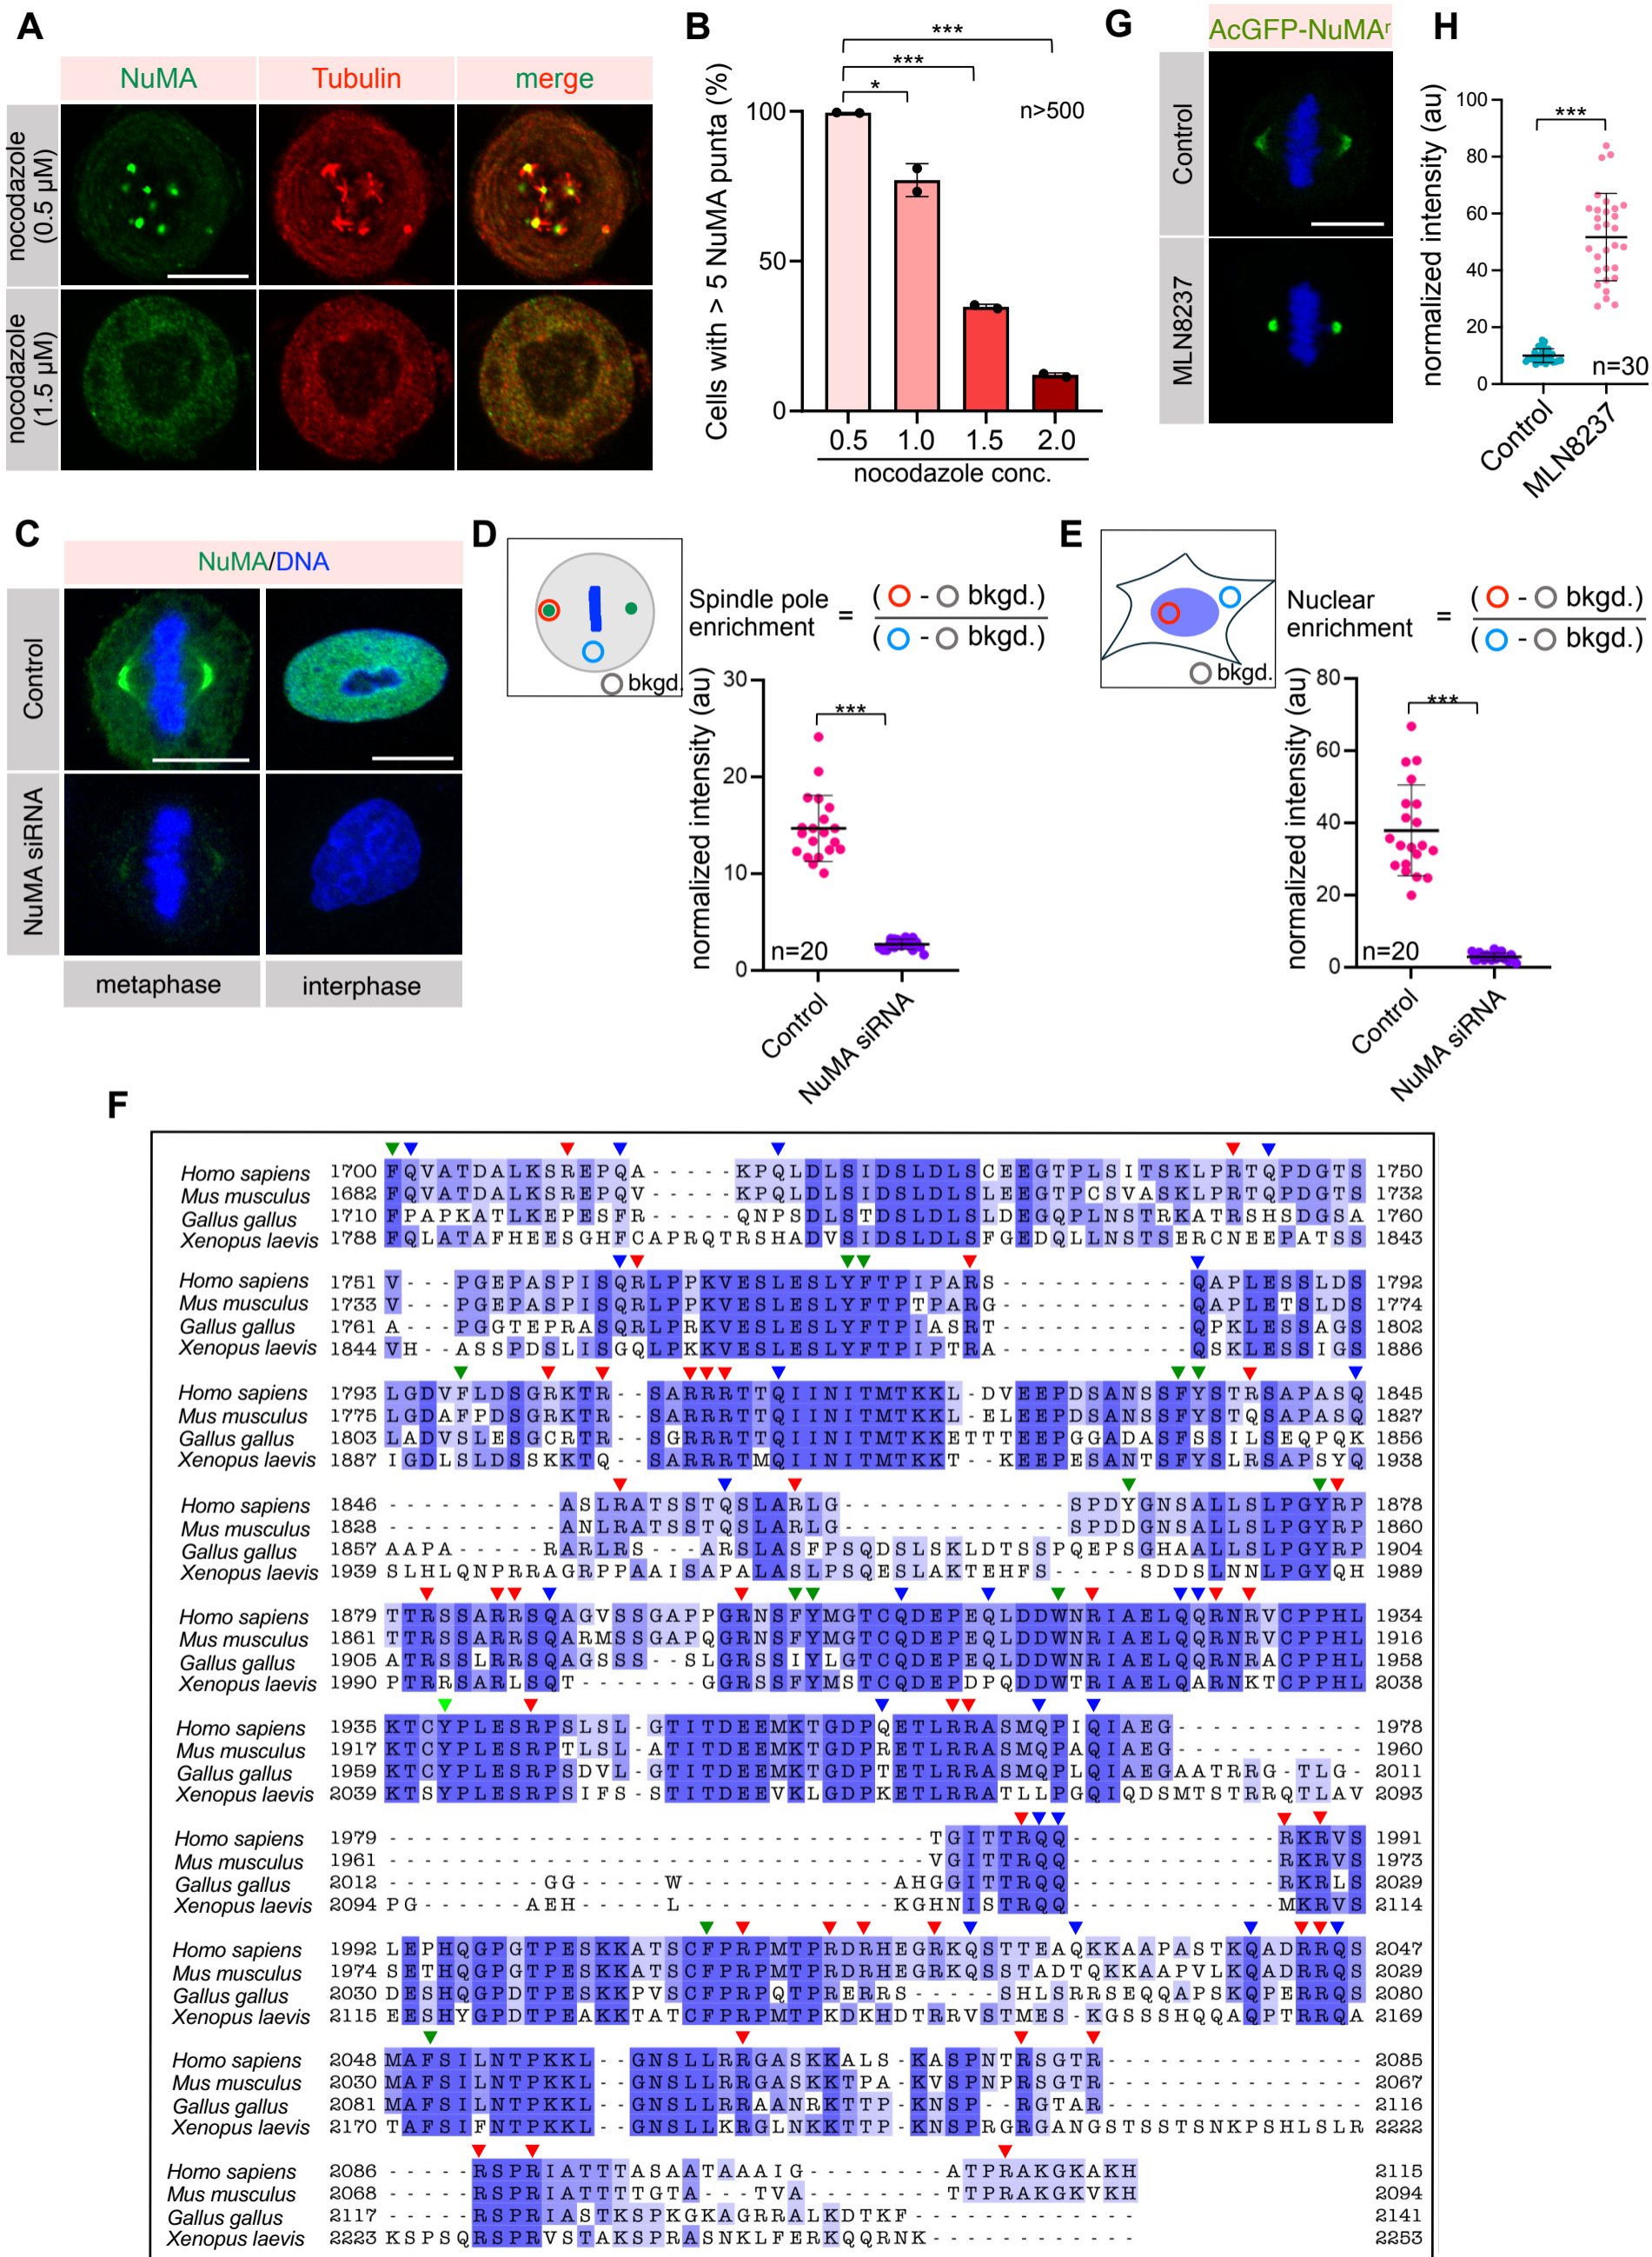 A
NuMA Tubulin merge
nocodazole (0.5 µM)
nocodazole (1.5 µM)
B
Cells with > 5 NuMA punta (%)
***
***
*
n>500
100
50
0
0.5 1.0 1.5 2.0
nocodazole conc.
G
AcGFP-NuMAʳ
Control
MLN8237
H
normalized intensity (au)
100
80
60
40
20
0
***
n=30
Control
MLN8237
C
NuMA/DNA
Control
NuMA siRNA
metaphase interphase
D
bkgd.
Spindle pole enrichment = ( - bkgd.) ( - bkgd.)
normalized intensity (au)
30
20
10
0
***
n=20
Control
NuMA siRNA
E
bkgd.
Nuclear enrichment = ( - bkgd.) ( - bkgd.)
normalized intensity (au)
80
60
40
20
0
***
n=20
Control
NuMA siRNA
F
Homo sapiens 1700 FQVATDALKSREPQA-----KPQLDLSIDSLDLSCEEGTPLSITSKLPRTQPDGTS 1750
Mus musculus 1682 FQVATDALKSREPQV-----KPQLDLSIDSLDLSLEEGTPCSVASKLPRTQPDGTS 1732
Gallus gallus 1710 FPAPKATLKEPESFR-----QNPSDLSTDSLDLSLDEGQPLNSTRKATRSHSDGSA 1760
Xenopus laevis 1788 FQLATAFHEESGHFCAPRQTRSHADVSIDSLDLSFGEDQLLNSTSERCNEEPATSS 1843
Homo sapiens 1751 V---PGEPASPISQRLPPKVESLESLYFTPIPARS-----------QAPLESSLDS 1792
Mus musculus 1733 V---PGEPASPISQRLPPKVESLESLYFTPTPARG-----------QAPLETSLDS 1774
Gallus gallus 1761 A---PGGTEPRASQRLPRKVESLESLYFTPIASRT-----------QPKLESSAGS 1802
Xenopus laevis 1844 VH--ASSPDSLISGQLPKKVESLESLYFTPIPTRA-----------QSKLESSIGS 1886
Homo sapiens 1793 LGDVFLDSGRKTR--SARRRTTQIINITMTKKL-DVEEPDSANSSFYSTRSAPASQ 1845
Mus musculus 1775 LGDAFPDSGRKTR--SARRRTTQIINITMTKKL-ELEEPDSANSSFYSTQSAPASQ 1827
Gallus gallus 1803 LADVSLESGCRTR--SGRRRTTQIINITMTKKETTTEEPGGADASFSSILSEQPQK 1856
Xenopus laevis 1887 IGDLSLDSSKKTQ--SARRRTMQIINITMTKKT--KEEPESANTSFYSLRSAPSYQ 1938
Homo sapiens 1846 ----------ASLRATSSTQSLARLG-------------SPDYGNSALLSLPGYRP 1878
Mus musculus 1828 ----------ANLRATSSTQSLARLG-------------SPDDGNSALLSLPGYRP 1860
Gallus gallus 1857 AAPA-----RARLRS---ARSLASFPSQDSLSKLDTSSPQEPSGHAALLSLPGYRP 1904
Xenopus laevis 1939 SLHLQNPRRAGRPPAAISAPALASLPSQESLAKTEHFS-----SDDSLNNLPGYQH 1989
Homo sapiens 1879 TTRSSARRSQAGVSSGAPPGRNSFYMGTCQDEPEQLDDWNRIAELQQRNRVCPPHL 1934
Mus musculus 1861 TTRSSARRSQARMSSGAPQGRNSFYMGTCQDEPEQLDDWNRIAELQQRNRVCPPHL 1916
Gallus gallus 1905 ATRSSLRRSQAGSSS--SLGRSSIYLGTCQDEPEQLDDWNRIAELQQRNRACPPHL 1958
Xenopus laevis 1990 PTRRSARLSQT-------GGRSSFYMSTCQDEPDPQDDWTRIAELQARNKTCPPHL 2038
Homo sapiens 1935 KTCYPLESRPSLSL-GTITDEEMKTGDPQETLRRASMQPIQIAEG----------- 1978
Mus musculus 1917 KTCYPLESRPTLSL-ATITDEEMKTGDPRETLRRASMQPAQIAEG----------- 1960
Gallus gallus 1959 KTCYPLESRPSDVL-GTITDEEMKTGDPTETLRRASMQPLQIAEGAATRRG-TLG- 2011
Xenopus laevis 2039 KTSYPLESRPSIFS-STITDEEVKLGDPKETLRRATLLPGQIQDSMTSTRRQTLAV 2093
Homo sapiens 1979 -------------------------------TGITTRQQ------------RKRVS 1991
Mus musculus 1961 -------------------------------VGITTRQQ------------RKRVS 1973
Gallus gallus 2012 ---------GG-----W------------AHGGITTRQQ------------RKRLS 2029
Xenopus laevis 2094 PG------AEH-----L------------KGHNISTRQQ------------MKRVS 2114
Homo sapiens 1992 LEPHQGPGTPESKKATSCFPRPMTPRDRHEGRKQSTTEAQKKAAPASTKQADRRQS 2047
Mus musculus 1974 SETHQGPGTPESKKATSCFPRPMTPRDRHEGRKQSSTADTQKKAAPVLKQADRRQS 2029
Gallus gallus 2030 DESHQGPDTPESKKPVSCFPRPQTPRERRS-----SHLSRRSEQQAPSKQPERRQS 2080
Xenopus laevis 2115 EESHYGPDTPEAKKTATCFPRPMTPKDKHDTRRVSTMES-KGSSSHQQAQPTRRQA 2169
Homo sapiens 2048 MAFSILNTPKKL--GNSLLRRGASKKALS-KASPNTRSGTR--------------- 2085
Mus musculus 2030 MAFSILNTPKKL--GNSLLRRGASKKTPA-KVSPNPRSGTR--------------- 2067
Gallus gallus 2081 MAFSILNTPKKL--GNSLLRRAANRKTTP-KNSP--RGTAR--------------- 2116
Xenopus laevis 2170 TAFSIFNTPKKL--GNSLLKRGLNKKTTP-KNSPRGRGANGSTSSTSNKPSHLSLR 2222
Homo sapiens 2086 -----RSPRIATTTASAATAAAIG--------ATPRAKGKAKH 2115
Mus musculus 2068 -----RSPRIATTTTGTA---TVA--------TTPRAKGKVKH 2094
Gallus gallus 2117 -----RSPRIASTKSPKGKAGRRALKDTKF------------- 2141
Xenopus laevis 2223 KSPSQRSPRVSTAKSPRASNKLFERKQQRNK------------ 2253